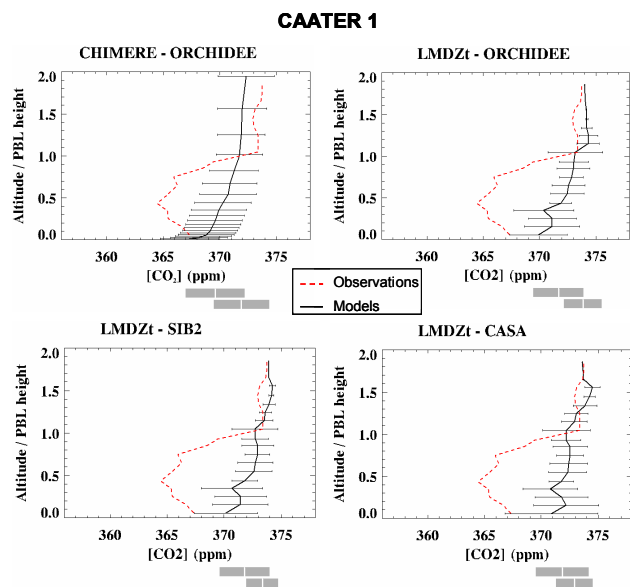 CAATER 1
CHIMERE - ORCHIDEE
LMDZt - ORCHIDEE
Altitude / PBL height
2.0
1.5
1.0
0.5
0.0
360 365 370 375
[CO₂] (ppm)
Altitude / PBL height
2.0
1.5
1.0
0.5
0.0
360 365 370 375
[CO2] (ppm)
Observations
Models
LMDZt - SIB2
LMDZt - CASA
Altitude / PBL height
2.0
1.5
1.0
0.5
0.0
360 365 370 375
[CO2] (ppm)
Altitude / PBL height
2.0
1.5
1.0
0.5
0.0
360 365 370 375
[CO2] (ppm)